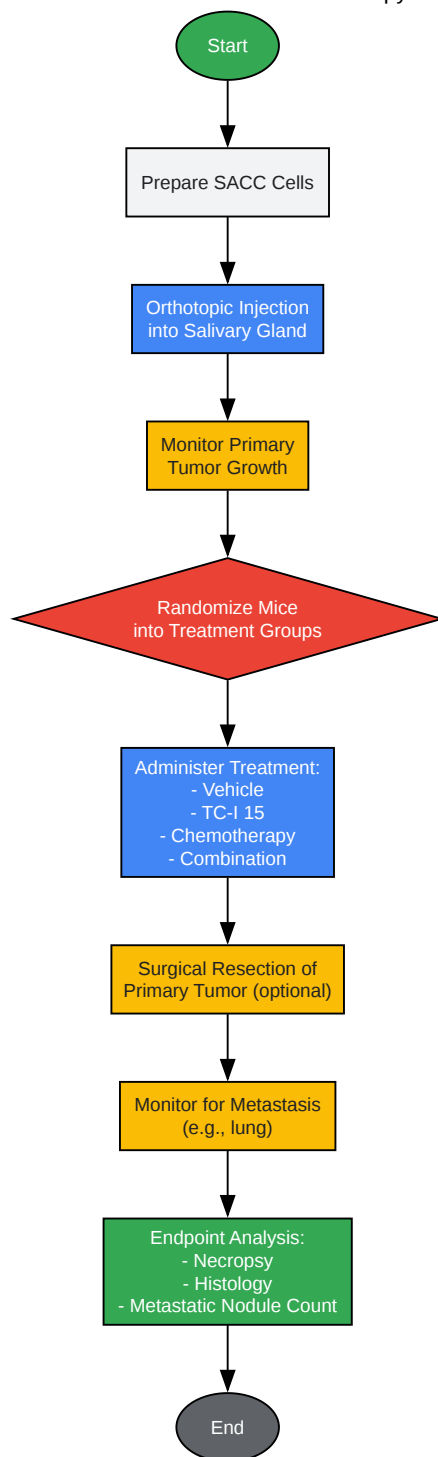 Start
Prepare SACC Cells
Orthotopic Injection
into Salivary Gland
Monitor Primary
Tumor Growth
Randomize Mice
into Treatment Groups
Administer Treatment:
- Vehicle
- TC-I 15
- Chemotherapy
- Combination
Surgical Resection of
Primary Tumor (optional)
Monitor for Metastasis
(e.g., lung)
Endpoint Analysis:
- Necropsy
- Histology
- Metastatic Nodule Count
End